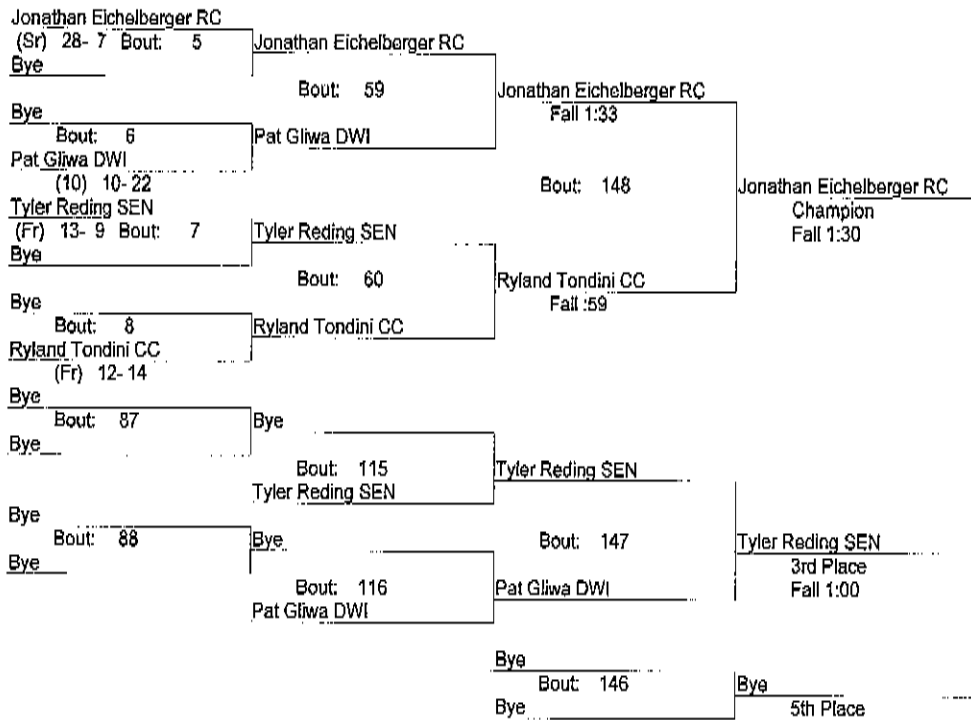 Jonathan Eichelberger RC
(Sr) 28- 7 Bout: 5
Bye
Jonathan Eichelberger RC
Bout: 59
Bye
Bout: 6
Pat Gliwa DWI
(10) 10- 22
Pat Gliwa DWI
Jonathan Eichelberger RC
Fall 1:33
Tyler Reding SEN
(Fr) 13- 9 Bout: 7
Bye
Tyler Reding SEN
Bout: 60
Bye
Bout: 8
Ryland Tondini CC
(Fr) 12- 14
Ryland Tondini CC
Ryland Tondini CC
Fall :59
Bout: 148
Jonathan Eichelberger RC
Champion
Fall 1:30
Bye
Bout: 87
Bye
Bye
Bout: 115
Tyler Reding SEN
Tyler Reding SEN
Bye
Bout: 88
Bye
Bye
Bout: 116
Pat Gliwa DWI
Pat Gliwa DWI
Bout: 147
Tyler Reding SEN
3rd Place
Fall 1:00
Bye
Bout: 146
Bye
Bye
5th Place